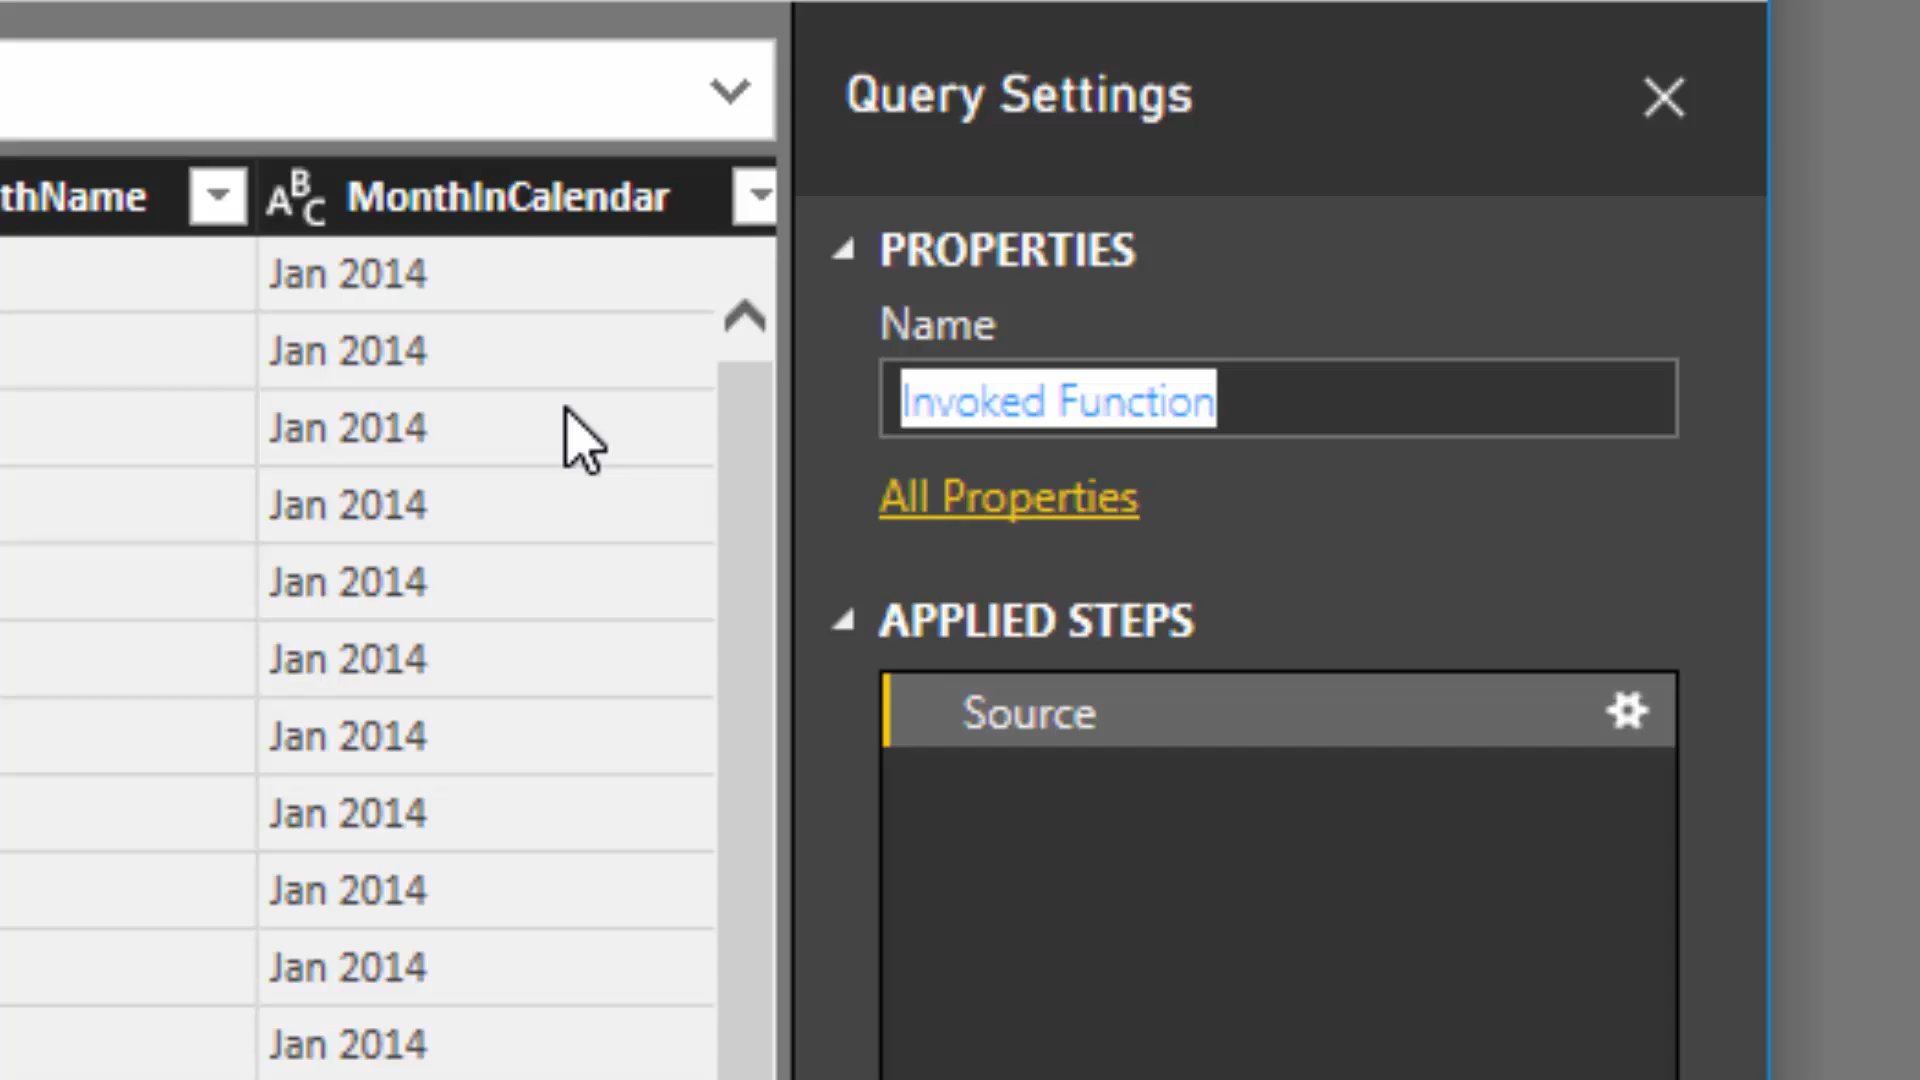 Query Settings
thName
ABC MonthInCalendar
Jan 2014
Jan 2014
Jan 2014
Jan 2014
Jan 2014
Jan 2014
Jan 2014
Jan 2014
Jan 2014
Jan 2014
Jan 2014
PROPERTIES
Name
Invoked Function
All Properties
APPLIED STEPS
Source